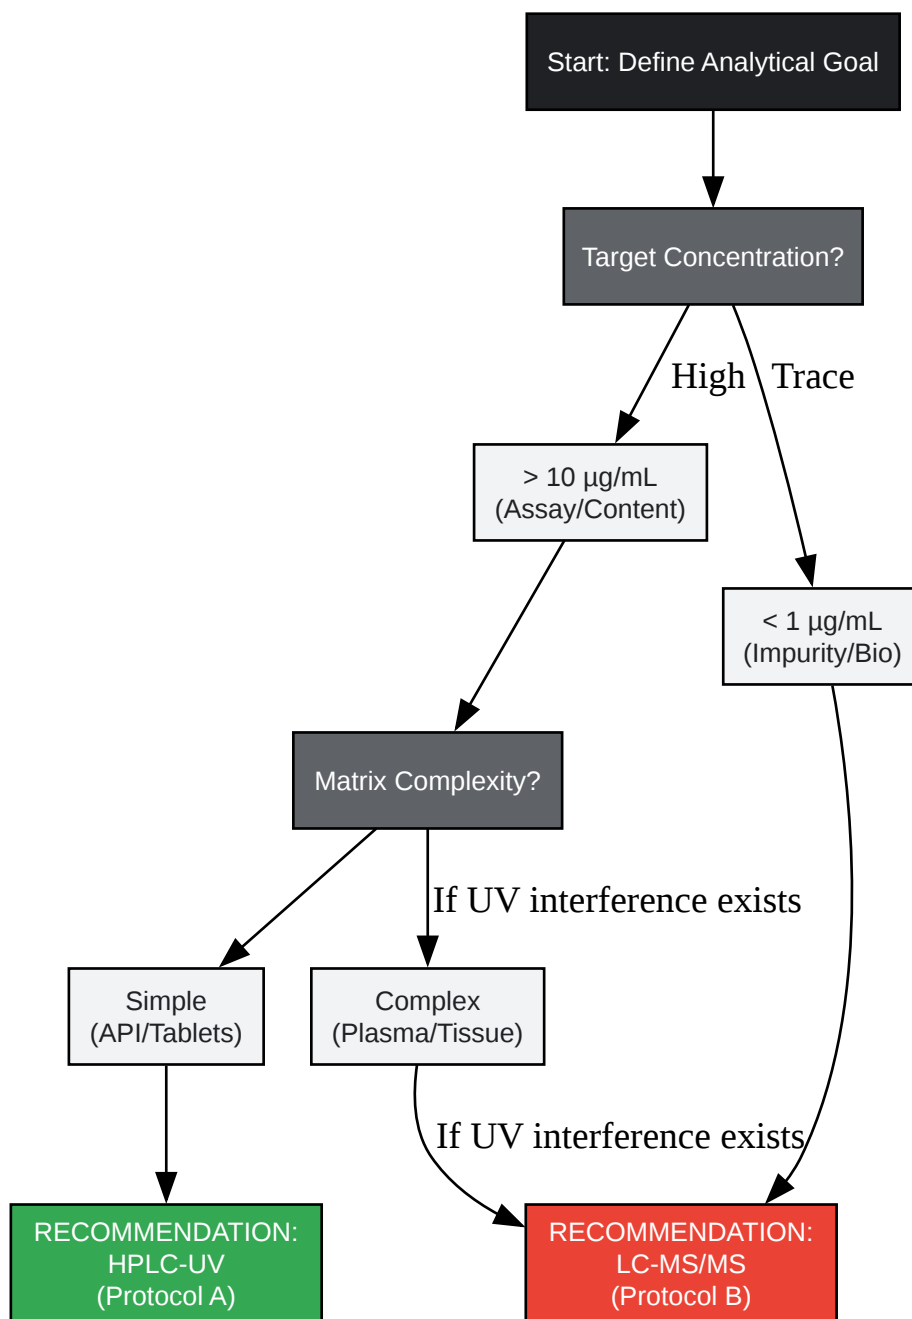 Start: Define Analytical Goal
Target Concentration?
High
Trace
> 10 µg/mL
(Assay/Content)
< 1 µg/mL
(Impurity/Bio)
Matrix Complexity?
If UV interference exists
Simple
(API/Tablets)
Complex
(Plasma/Tissue)
If UV interference exists
RECOMMENDATION:
HPLC-UV
(Protocol A)
RECOMMENDATION:
LC-MS/MS
(Protocol B)